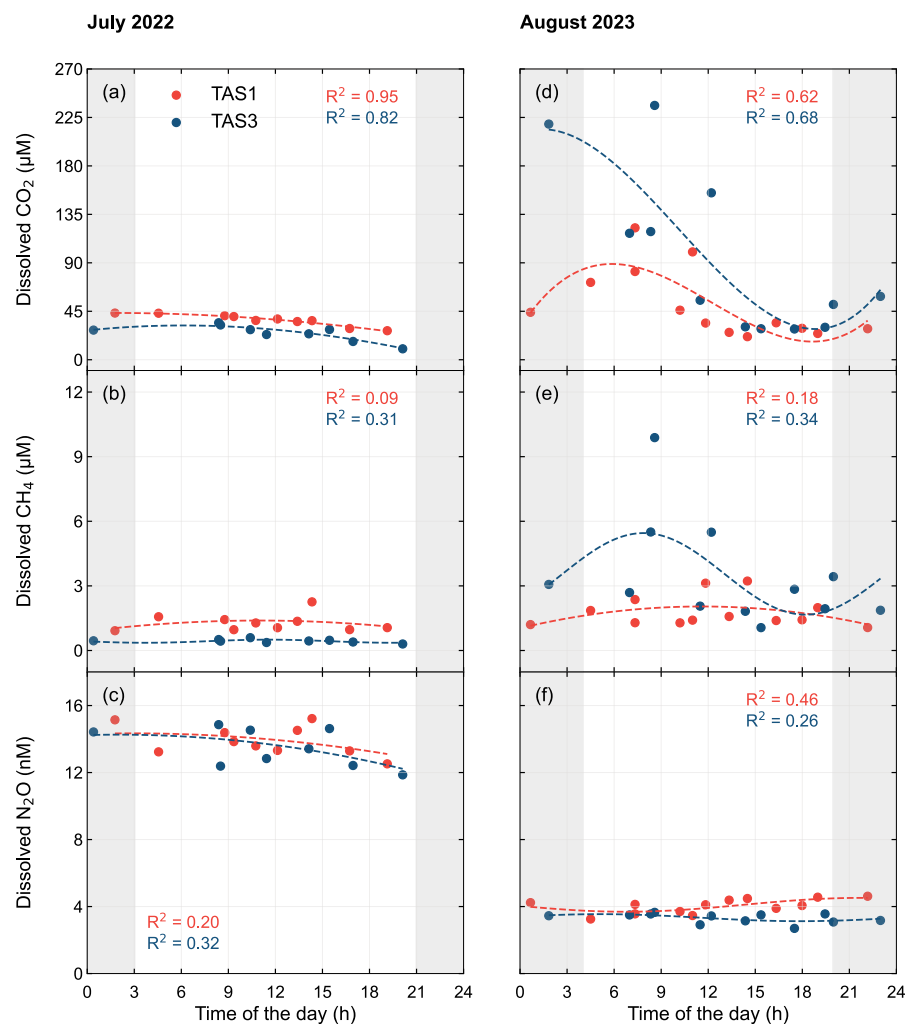 July 2022
August 2023
(a)
TAS1
TAS3
R² = 0.95
R² = 0.82
(d)
R² = 0.62
R² = 0.68
270
225
180
135
90
45
0
Dissolved CO₂ (μM)
(b)
R² = 0.09
R² = 0.31
(e)
R² = 0.18
R² = 0.34
12
9
6
3
0
Dissolved CH₄ (μM)
(c)
R² = 0.20
R² = 0.32
(f)
R² = 0.46
R² = 0.26
16
12
8
4
0
Dissolved N₂O (nM)
0 3 6 9 12 15 18 21 24
0 3 6 9 12 15 18 21 24
Time of the day (h)
Time of the day (h)